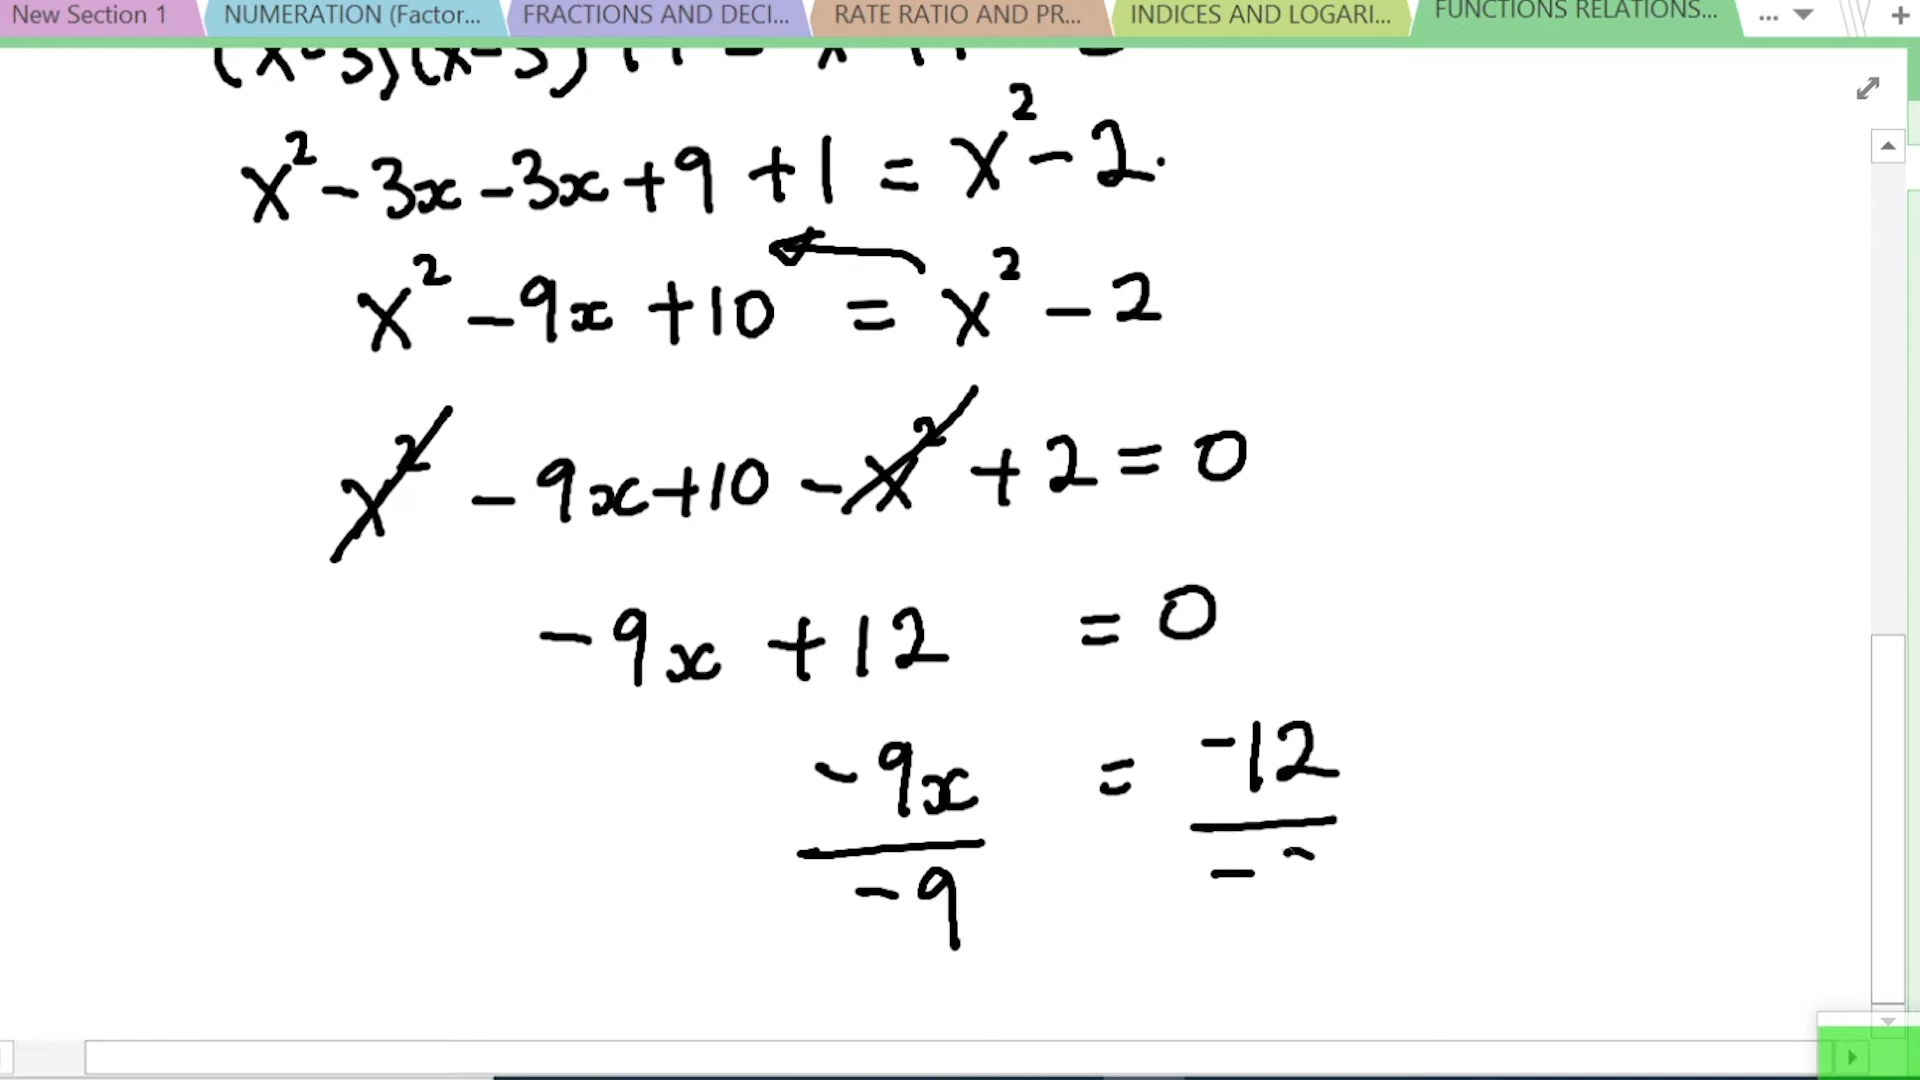 New Section 1 NUMERATION (Factor... FRACTIONS AND DECI... RATE RATIO AND PR... INDICES AND LOGARI... FUNCTIONS RELATIONS...
x² - 3x - 3x + 9 + 1 = x² - 2.
x² - 9x + 10 = x² - 2
x² - 9x + 10 - x² + 2 = 0
-9x + 12 = 0
-9x = -12
-9 -